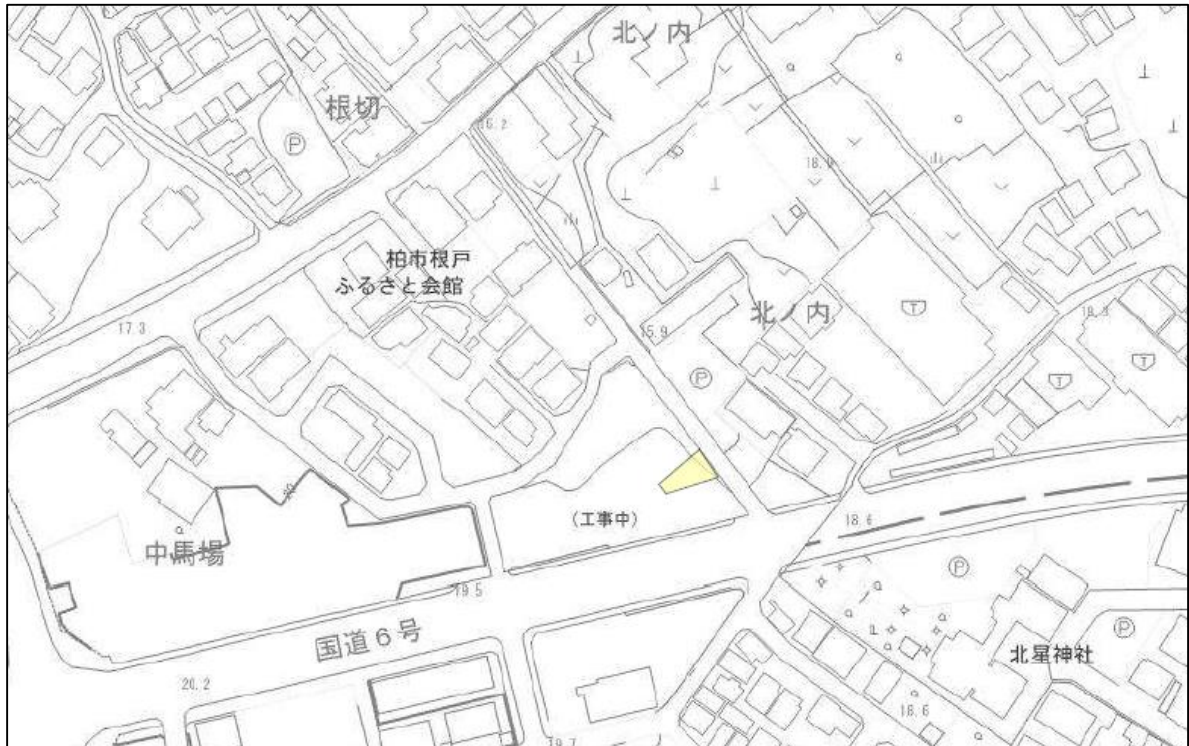 北ノ内
根切
Ⓟ
16.2
柏市根戸
ふるさと会館
17.3
北ノ内
15.9
Ⓟ
(工事中)
18.6
中馬場
19.5
国道6号
Ⓟ
Ⓟ
北星神社
20.2
18.6
19.7